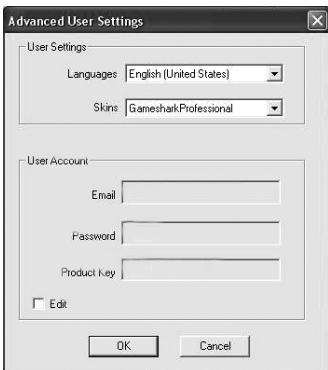 Advanced User Settings
User Settings
Languages English (United States)
Skins GamesharkProfessional
User Account
Email
Password
Product Key
Edit
OK Cancel